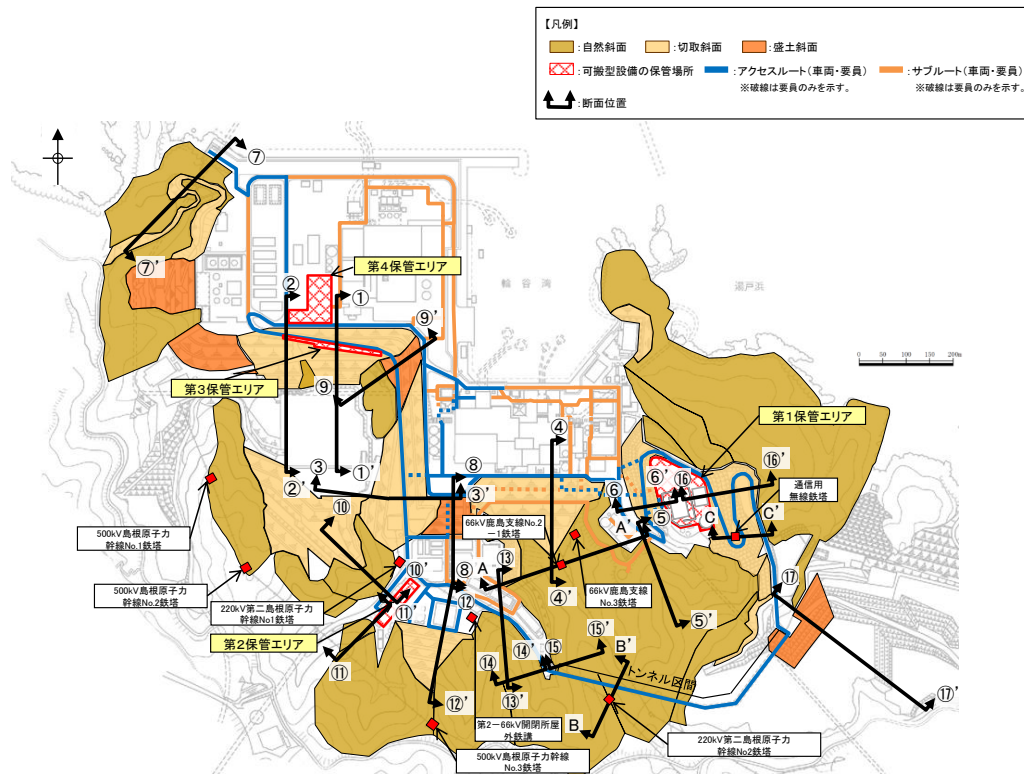 【凡例】
:自然斜面
:切取斜面
:盛土斜面
:可搬型設備の保管場所
:アクセスルート(車両・要員)
:サブルート(車両・要員)
※破線は要員のみを示す。
※破線は要員のみを示す。
:断面位置
⑦
⑦’
第4保管エリア
②
①
⑨’
輪谷湾
瀬戸浜
0 50 100 150 200m
第3保管エリア
⑨
第1保管エリア
④
②’
③
①’
⑧
③’
⑥
⑥’
⑯
⑯’
通信用
無線鉄塔
⑩
66kV鹿島支線No.2
-1鉄塔
A’
⑤
C
C’
500kV島根原子力
幹線No.1鉄塔
500kV島根原子力
幹線No.2鉄塔
220kV第二島根原子力
幹線No1鉄塔
⑩’
A
⑬
⑧
④’
66kV鹿島支線
No.3鉄塔
⑰
⑪’
⑫
⑤’
第2保管エリア
⑪
⑭’
⑮
⑮’
B’
トンネル区間
⑭
⑬’
⑫’
B
⑰’
第2-66kV開閉所屋
外鉄構
500kV島根原子力幹線
No.3鉄塔
220kV第二島根原子力
幹線No2鉄塔